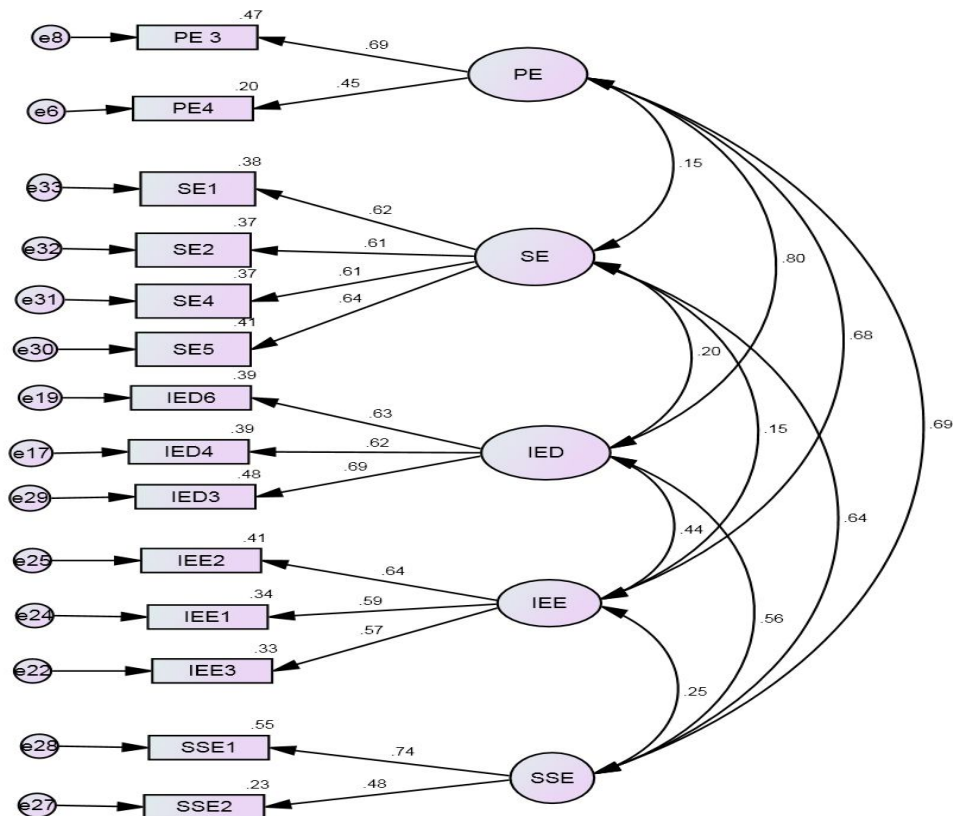 .47
e8 PE 3
.69
PE
.20
.45
e6 PE4
.15
.38
e33 SE1
.62
.37
e32 SE2
.61
SE
.80
.37
e31 SE4
.61
.64
.41
e30 SE5
.20
.68
.39
e19 IED6
.63
.39
e17 IED4
.62
IED
.15
.69
.48
e29 IED3
.69
.44
.64
.41
e25 IEE2
.64
.34
e24 IEE1
.59
IEE
.56
.57
.33
e22 IEE3
.25
.55
e28 SSE1
.74
SSE
.23
.48
e27 SSE2